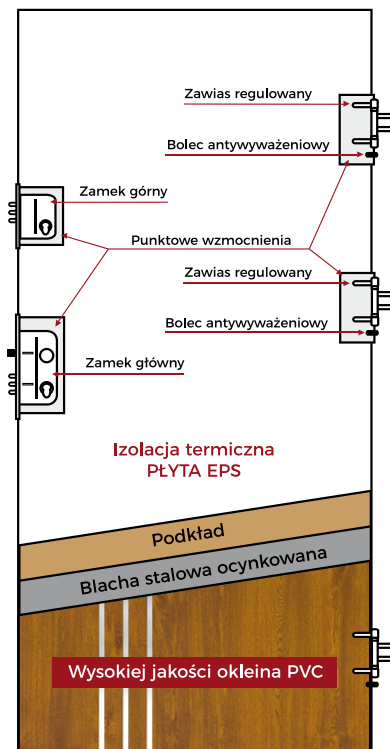 Zawias regulowany
Bolec antywyważeniowy
Zamek górny
Punktowe wzmocnienia
Zawias regulowany
Bolec antywyważeniowy
Zamek główny
Izolacja termiczna
PŁYTA EPS
Podkład
Blacha stalowa ocynkowana
Wysokiej jakości okleina PVC